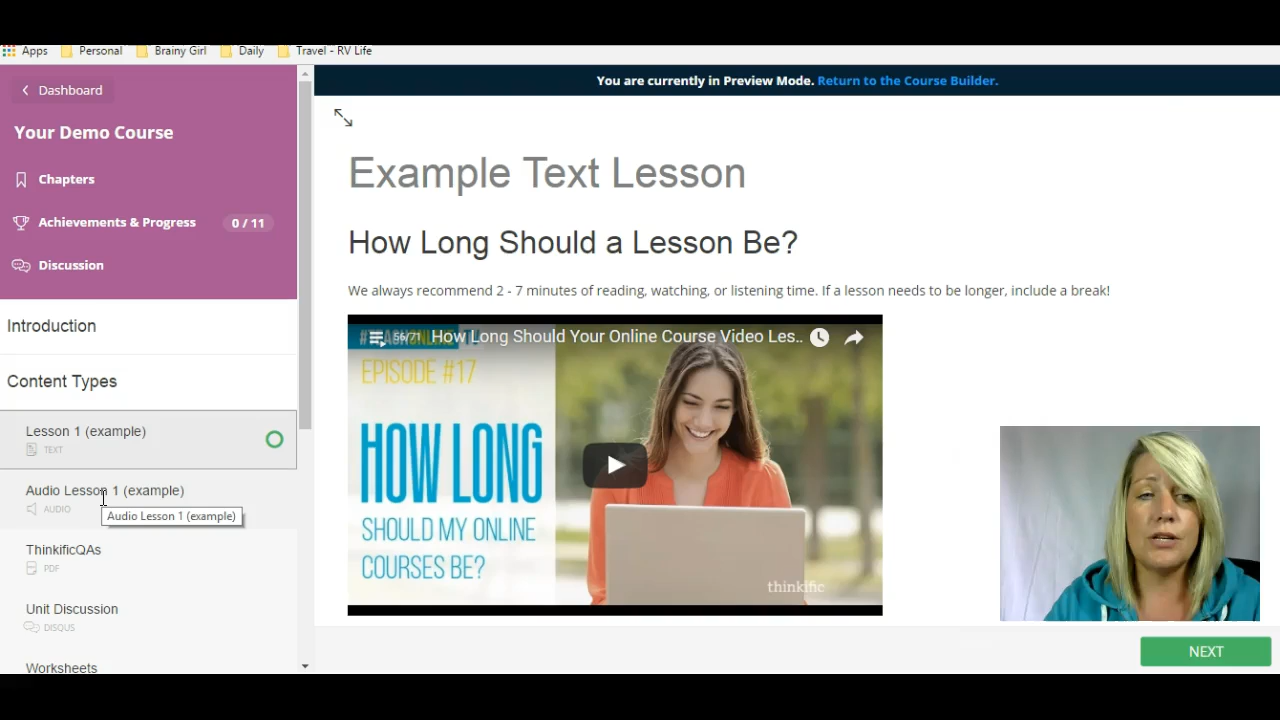 Apps Personal Brainy Girl Daily Travel - RV Life
Dashboard
You are currently in Preview Mode. Return to the Course Builder.
Your Demo Course
Chapters
Achievements & Progress 0 / 11
Discussion
Introduction
Content Types
Lesson 1 (example)
TEXT
Audio Lesson 1 (example)
AUDIO
Audio Lesson 1 (example)
ThinkificQAs
PDF
Unit Discussion
DISQUS
Worksheets
Example Text Lesson
How Long Should a Lesson Be?
We always recommend 2 - 7 minutes of reading, watching, or listening time. If a lesson needs to be longer, include a break!
56/71 How Long Should Your Online Course Video Les...
EPISODE #17
HOW LONG
SHOULD MY ONLINE
COURSES BE?
thinkific
NEXT